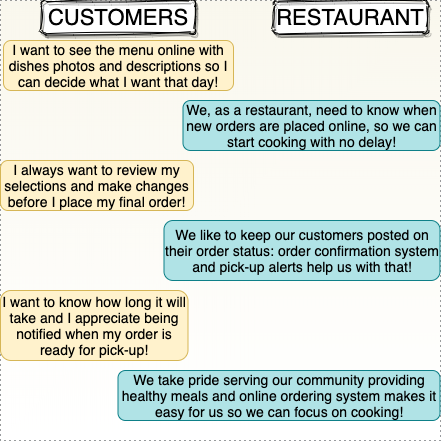 CUSTOMERS
RESTAURANT
I want to see the menu online with
dishes photos and descriptions so I
can decide what I want that day!
We, as a restaurant, need to know when
new orders are placed online, so we can
start cooking with no delay!
I always want to review my
selections and make changes
before I place my final order!
We like to keep our customers posted on
their order status: order confirmation system
and pick-up alerts help us with that!
I want to know how long it will
take and I appreciate being
notified when my order is
ready for pick-up!
We take pride serving our community providing
healthy meals and online ordering system makes it
easy for us so we can focus on cooking!